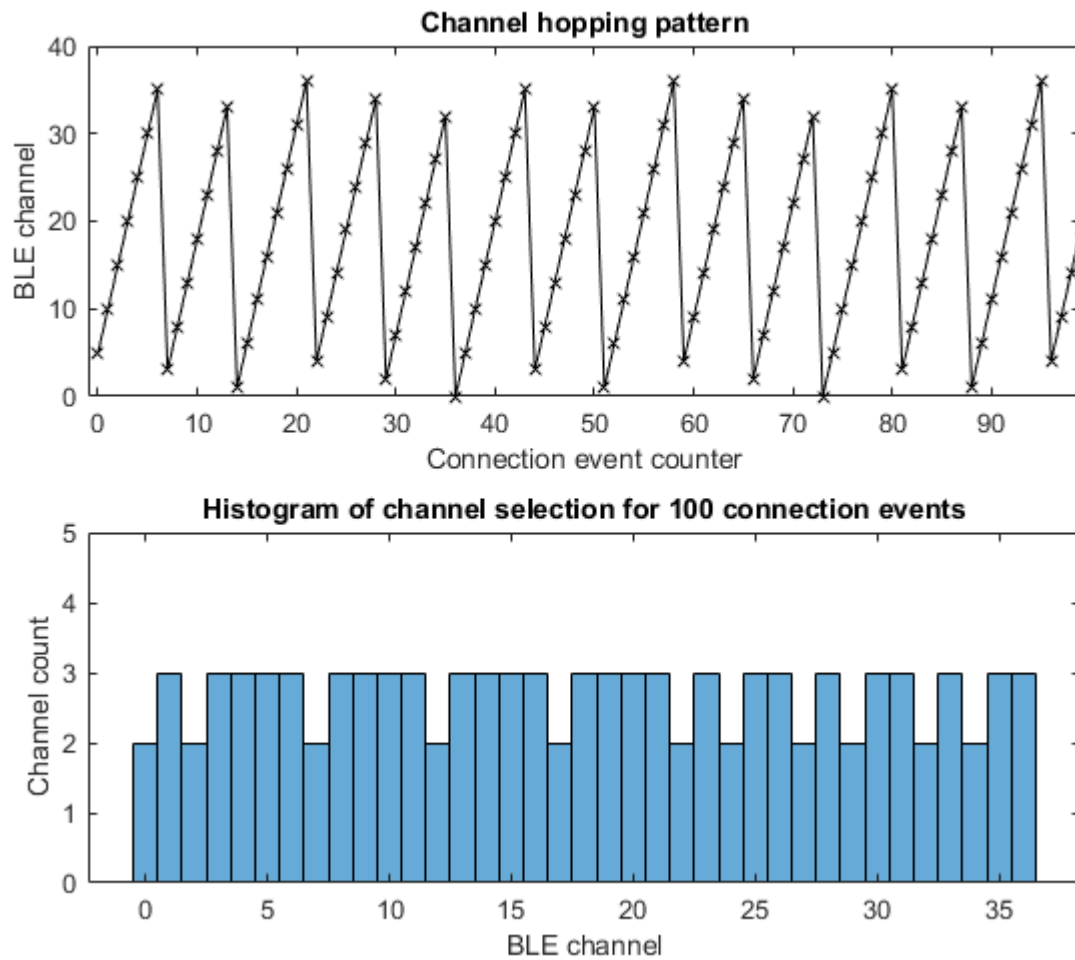 Channel hopping pattern
40
30
20
10
0
BLE channel
0 10 20 30 40 50 60 70 80 90
Connection event counter
Histogram of channel selection for 100 connection events
5
4
3
2
1
0
Channel count
0 5 10 15 20 25 30 35
BLE channel